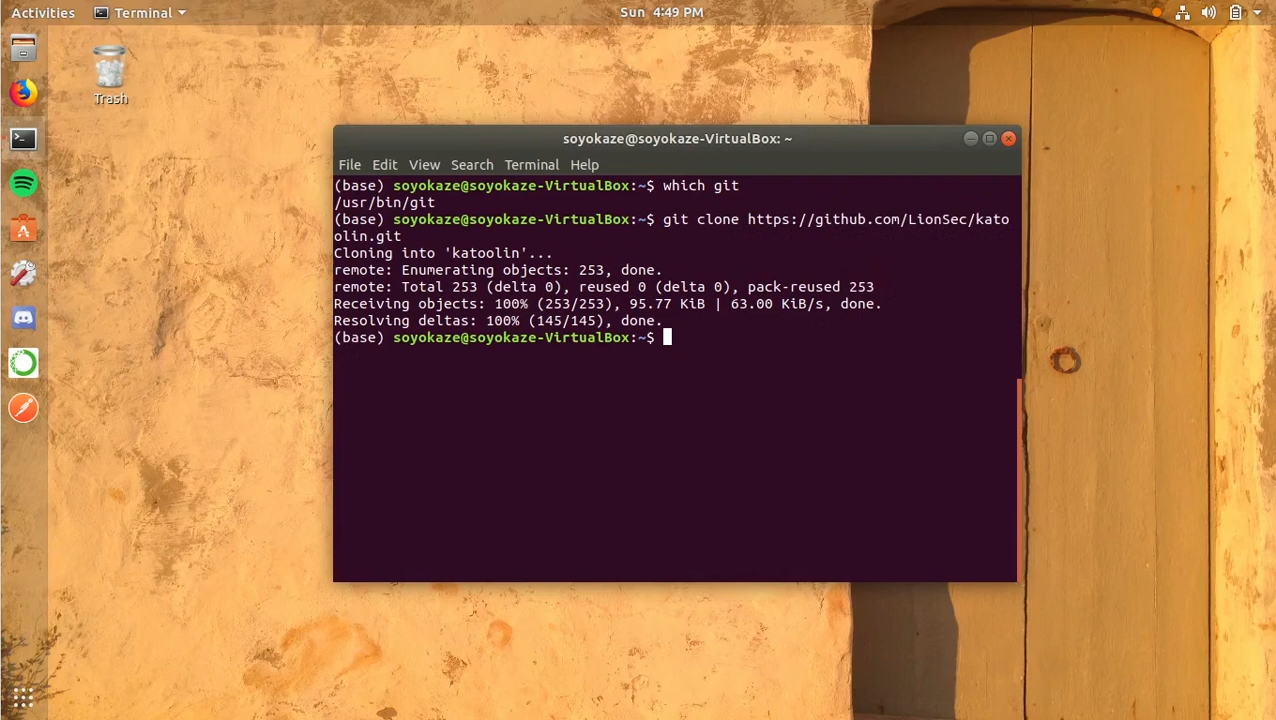 Activities
Terminal
Sun 4:49 PM
Trash
soyokaze@soyokaze-VirtualBox: ~
File Edit View Search Terminal Help
(base) soyokaze@soyokaze-VirtualBox:~$ which git
/usr/bin/git
(base) soyokaze@soyokaze-VirtualBox:~$ git clone https://github.com/LionSec/kato
olin.git
Cloning into 'katoolin'...
remote: Enumerating objects: 253, done.
remote: Total 253 (delta 0), reused 0 (delta 0), pack-reused 253
Receiving objects: 100% (253/253), 95.77 KiB | 63.00 KiB/s, done.
Resolving deltas: 100% (145/145), done.
(base) soyokaze@soyokaze-VirtualBox:~$